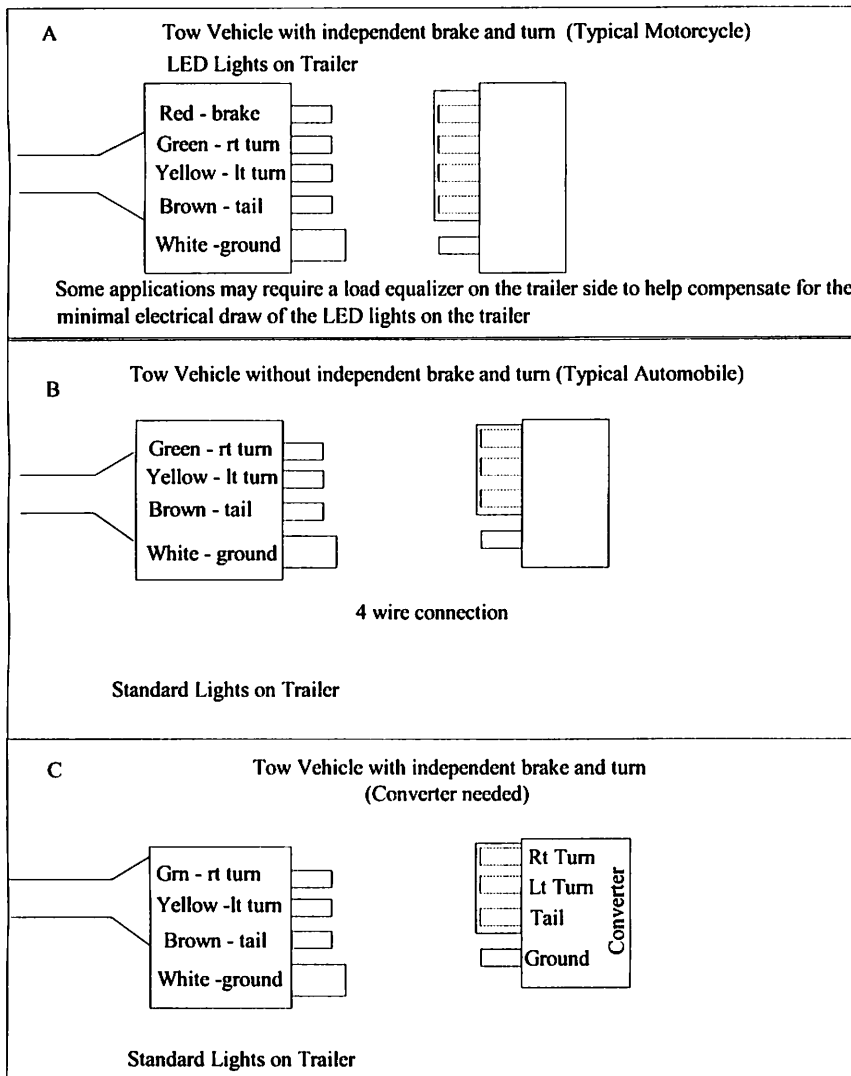 A
Tow Vehicle with independent brake and turn (Typical Motorcycle)
LED Lights on Trailer
Red - brake
Green - rt turn
Yellow - lt turn
Brown - tail
White -ground
Some applications may require a load equalizer on the trailer side to help compensate for the
minimal electrical draw of the LED lights on the trailer
B
Tow Vehicle without independent brake and turn (Typical Automobile)
Green - rt turn
Yellow - lt turn
Brown - tail
White - ground
4 wire connection
Standard Lights on Trailer
C
Tow Vehicle with independent brake and turn
(Converter needed)
Grn - rt turn
Yellow -lt turn
Brown - tail
White -ground
Rt Turn
Lt Turn
Tail
Ground
Converter
Standard Lights on Trailer